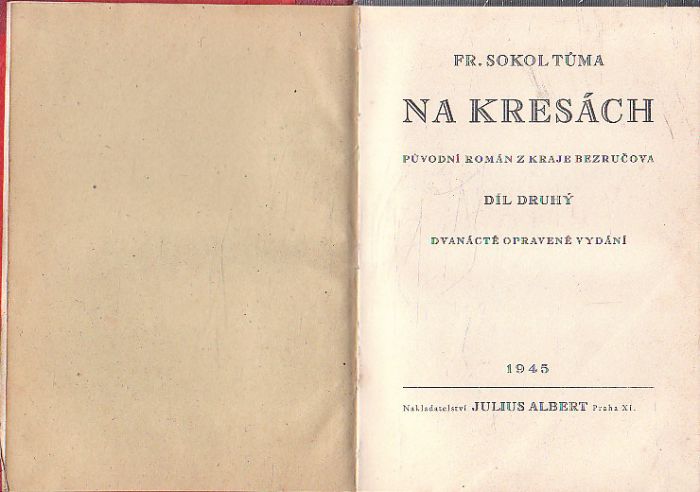 FR. SOKOL TŮMA
NA KRESÁCH
PŮVODNÍ ROMÁN Z KRAJE BEZRUČOVA
DÍL DRUHÝ
DVANÁCTÉ OPRAVENÉ VYDÁNÍ
1945
Nakladatelství JULIUS ALBERT Praha XI.